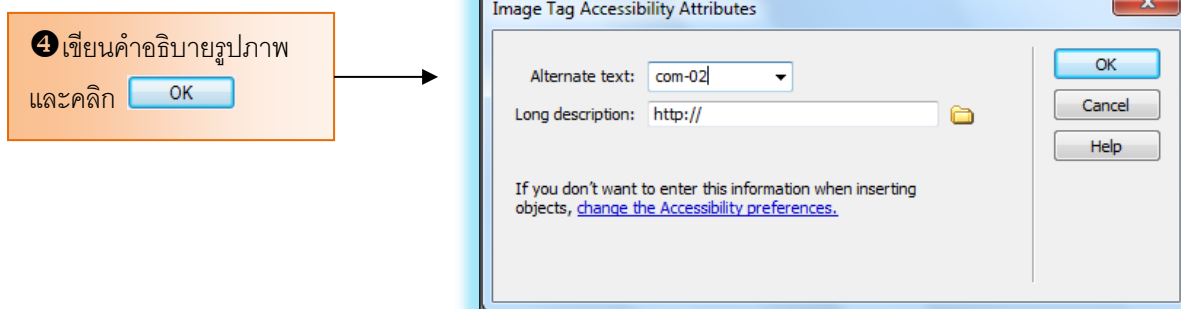 ❹เขียนคำอธิบายรูปภาพ
และคลิก OK
Image Tag Accessibility Attributes
Alternate text: com-02
Long description: http://
If you don't want to enter this information when inserting
objects, change the Accessibility preferences.
OK
Cancel
Help